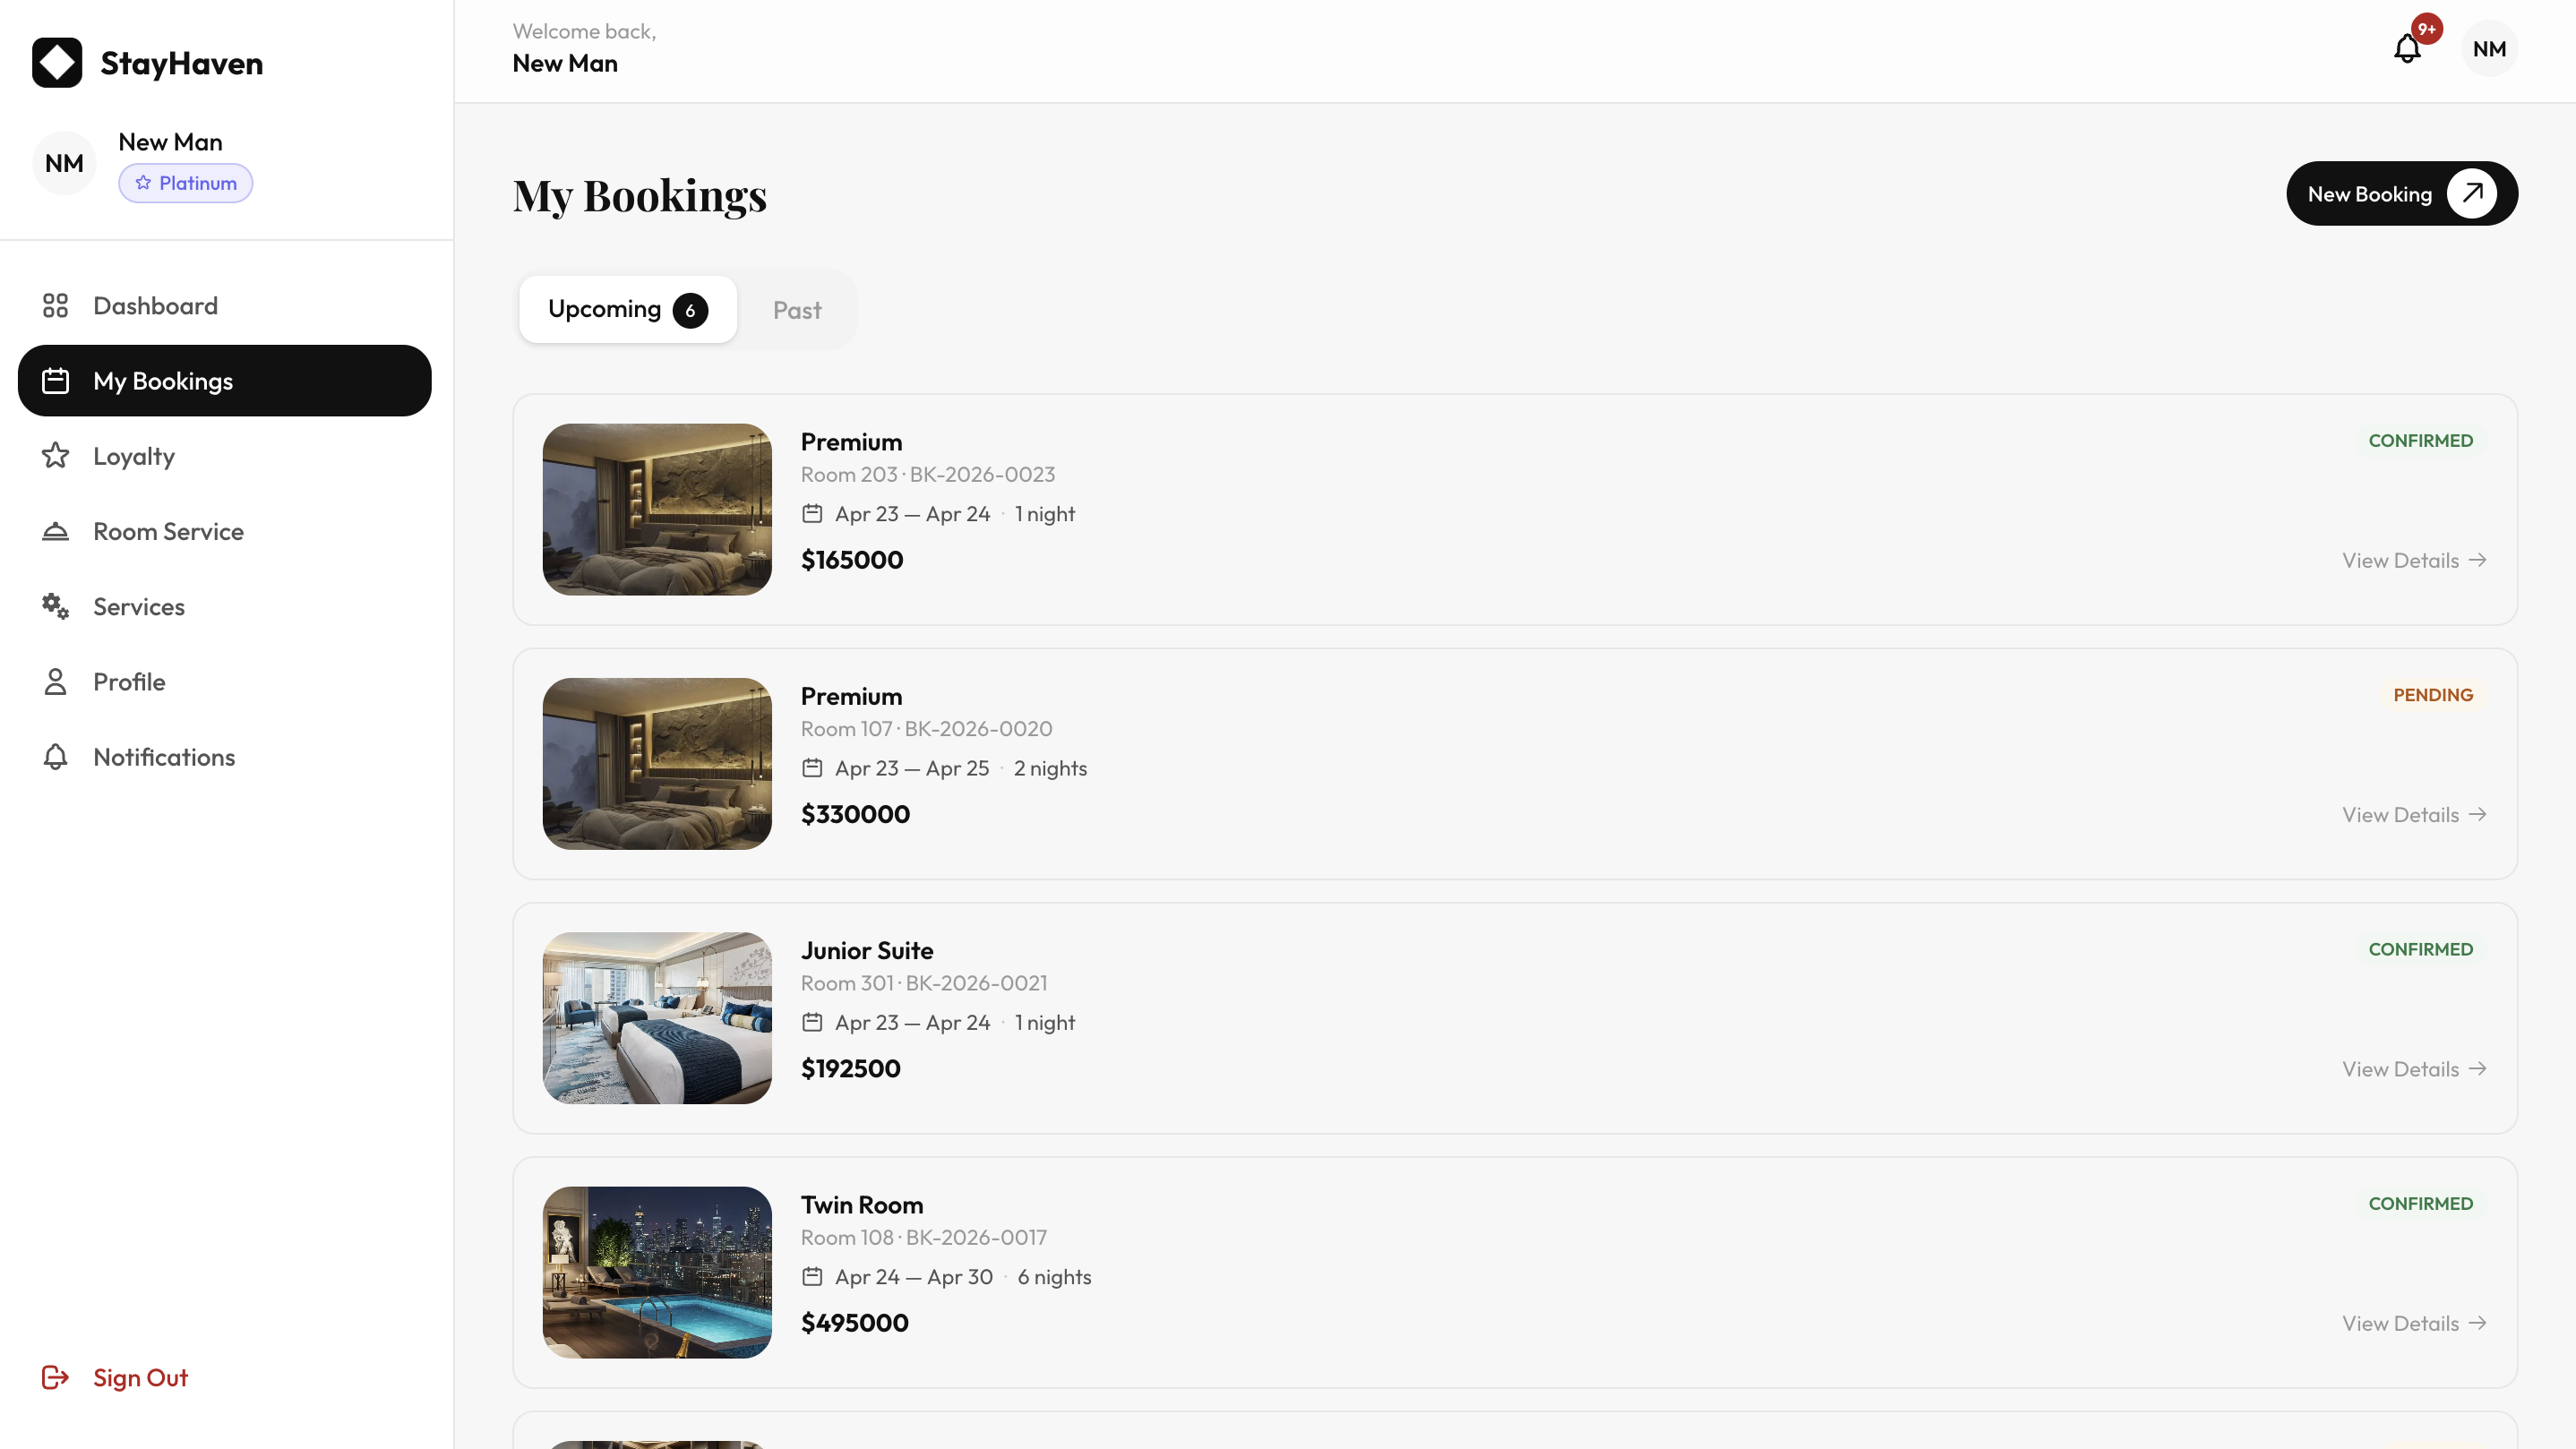 StayHaven
NM
New Man
Platinum
Dashboard
My Bookings
Loyalty
Room Service
Services
Profile
Notifications
Sign Out
Welcome back,
New Man
9+
NM
My Bookings
New Booking
Upcoming 6
Past
Premium
CONFIRMED
Room 203 · BK-2026-0023
Apr 23 — Apr 24 · 1 night
$165000
View Details →
Premium
PENDING
Room 107 · BK-2026-0020
Apr 23 — Apr 25 · 2 nights
$330000
View Details →
Junior Suite
CONFIRMED
Room 301 · BK-2026-0021
Apr 23 — Apr 24 · 1 night
$192500
View Details →
Twin Room
CONFIRMED
Room 108 · BK-2026-0017
Apr 24 — Apr 30 · 6 nights
$495000
View Details →